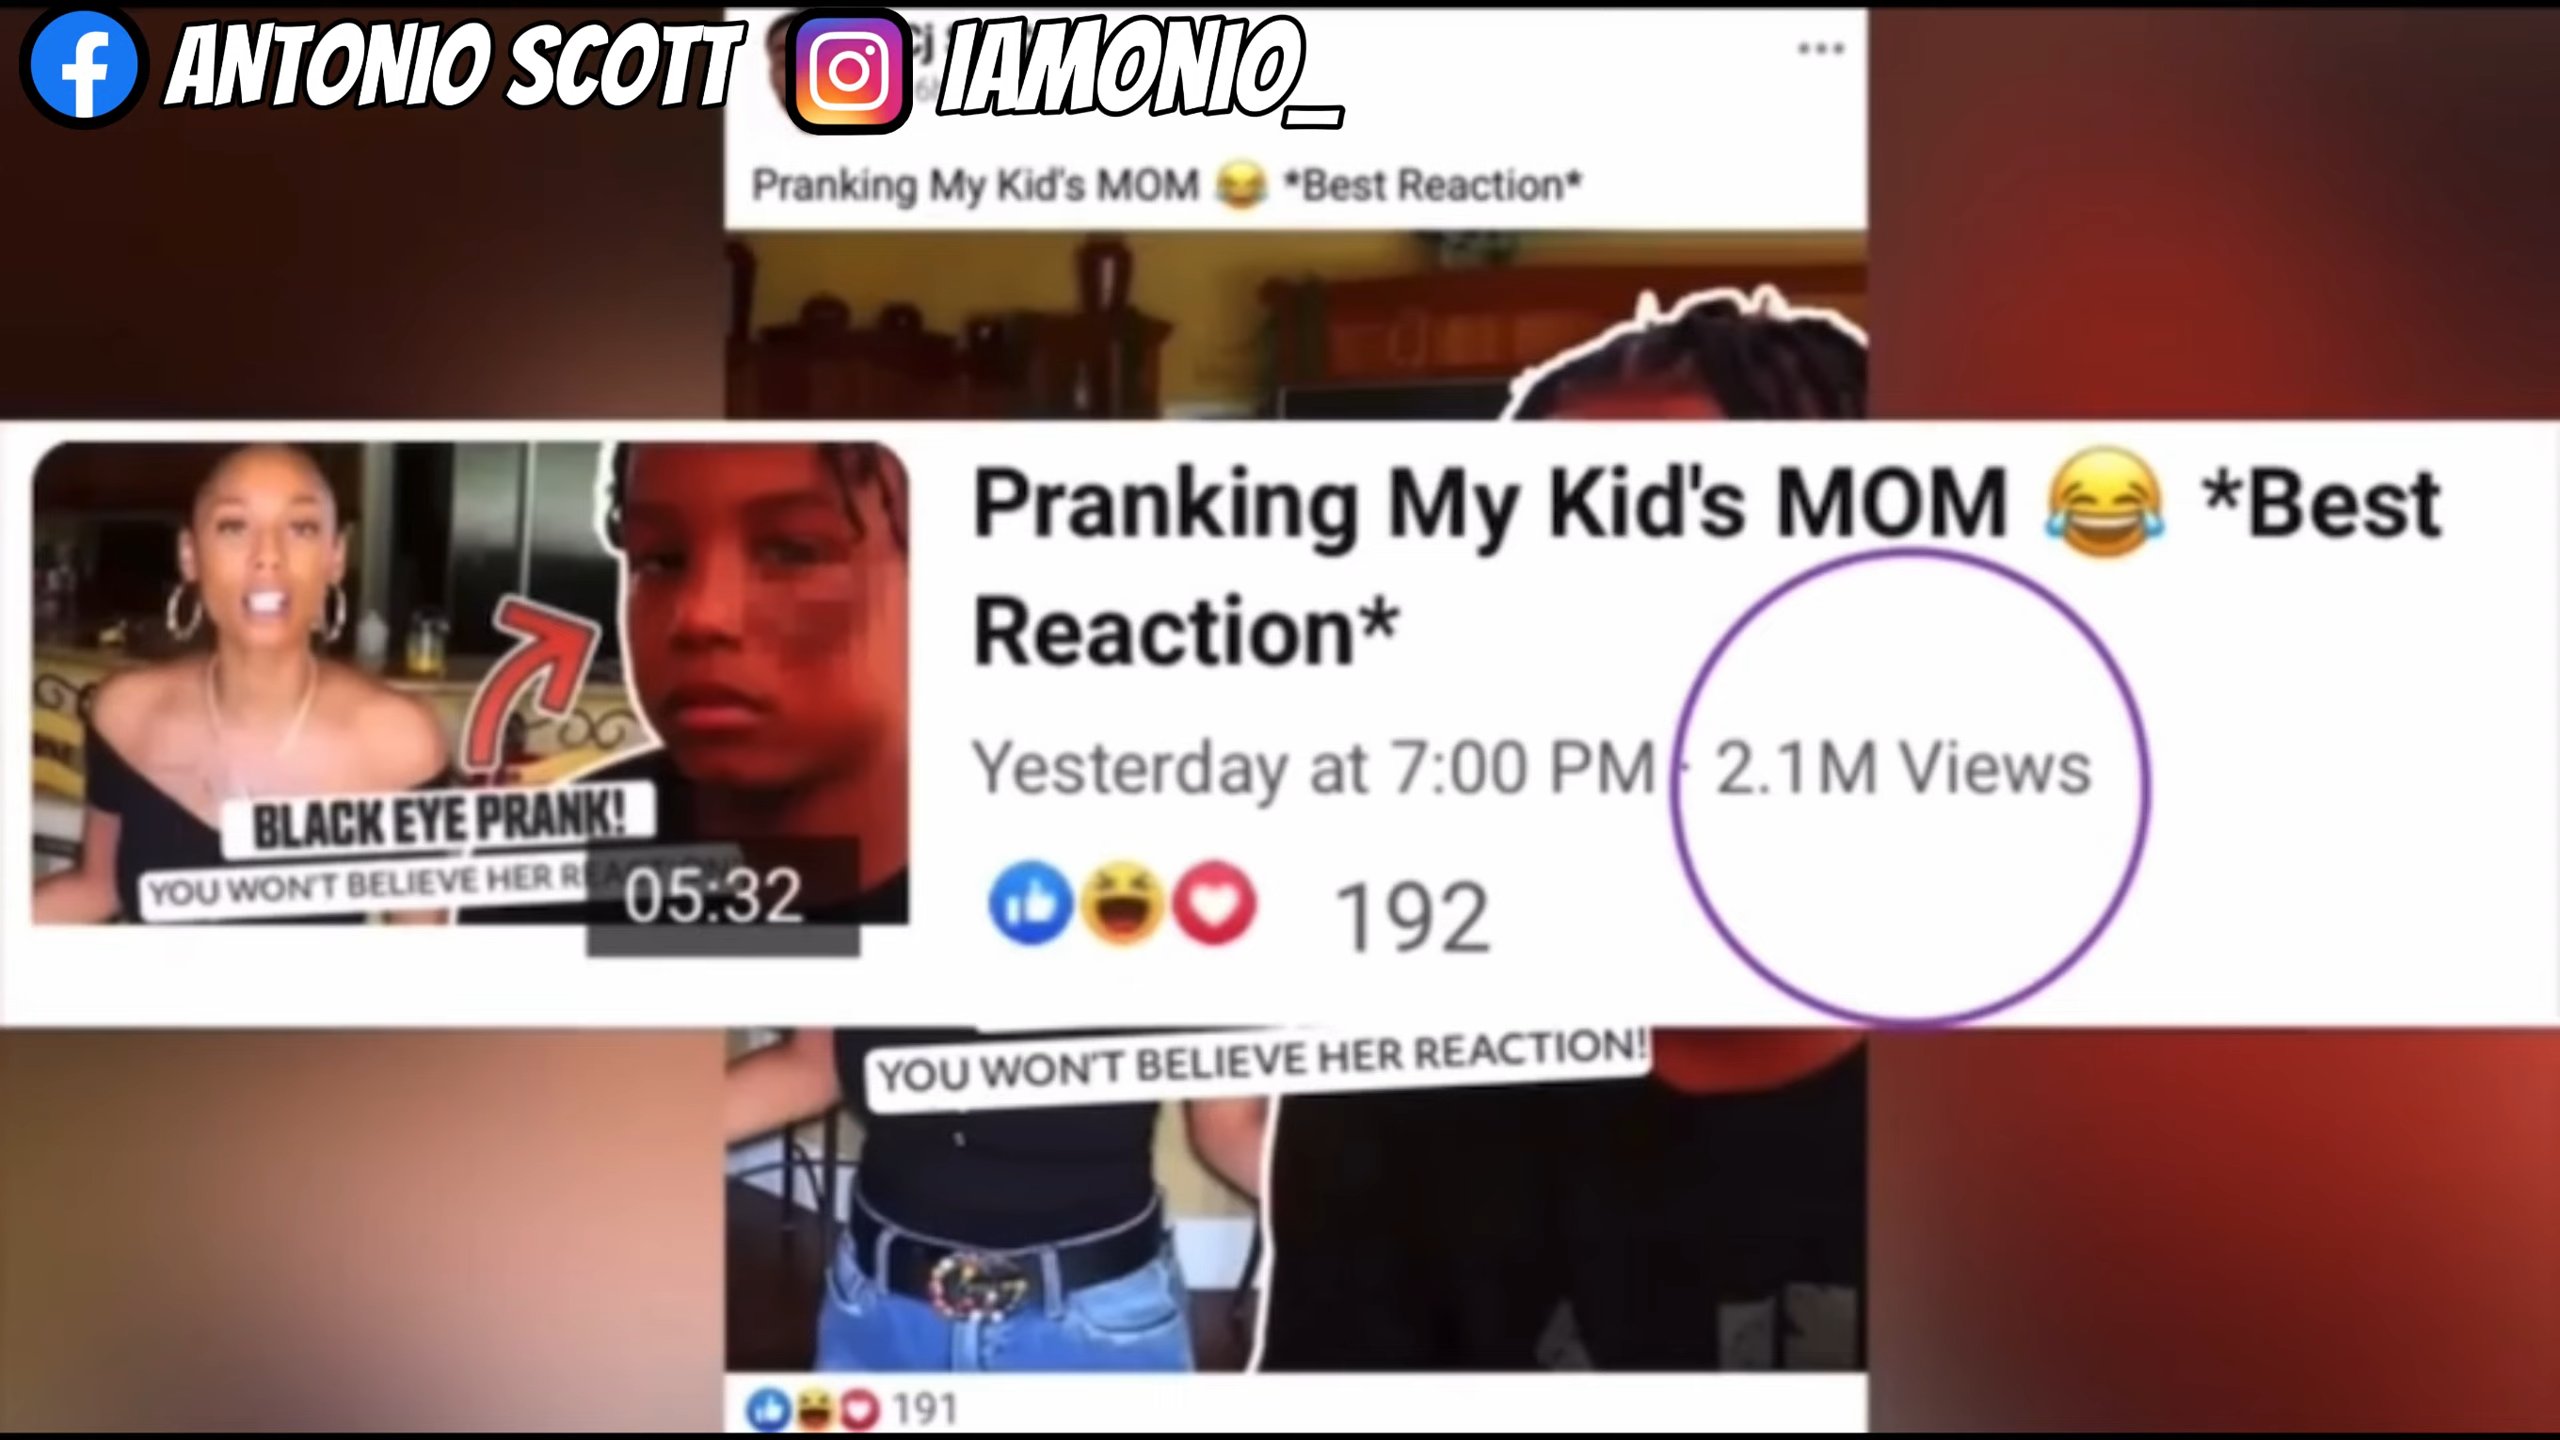 ANTONIO SCOTT IAMONIO_
Cj
Pranking My Kid's MOM 😂 *Best Reaction*
Pranking My Kid's MOM 😂 *Best
Reaction*
Yesterday at 7:00 PM · 2.1M Views
192
BLACK EYE PRANK!
YOU WON'T BELIEVE HER REACTION!
05:32
YOU WON'T BELIEVE HER REACTION!
191